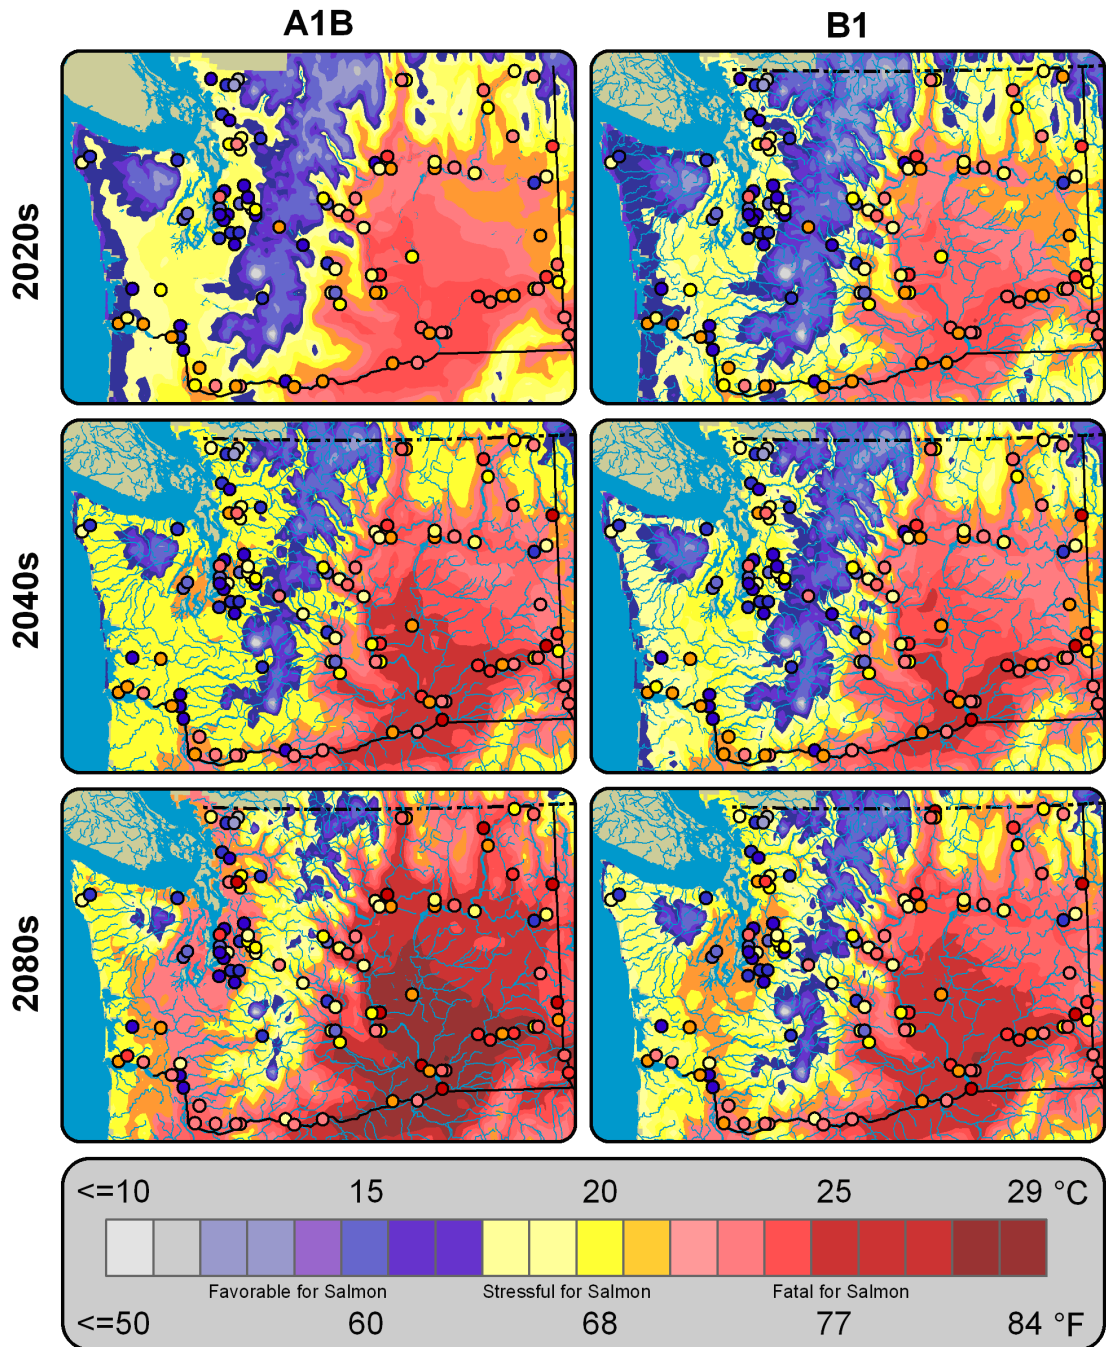 A1B B1
2020s
2040s
2080s
<=10 15 20 25 29 °C
Favorable for Salmon Stressful for Salmon Fatal for Salmon
<=50 60 68 77 84 °F